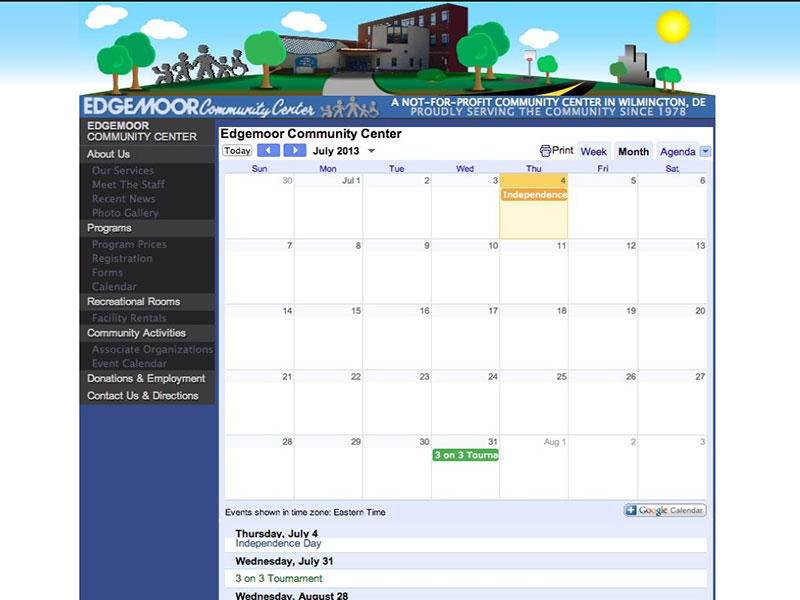 EDGEMOOR Community Center
A NOT-FOR-PROFIT COMMUNITY CENTER IN WILMINGTON, DE
PROUDLY SERVING THE COMMUNITY SINCE 1978
EDGEMOOR
COMMUNITY CENTER
About Us
Our Services
Meet The Staff
Recent News
Photo Gallery
Programs
Program Prices
Registration
Forms
Calendar
Recreational Rooms
Facility Rentals
Community Activities
Associate Organizations
Event Calendar
Donations & Employment
Contact Us & Directions
Edgemoor Community Center
Today July 2013 Print Week Month Agenda
Sun Mon Tue Wed Thu Fri Sat
30 Jul 1 2 3 4 5 6
Independence
7 8 9 10 11 12 13
14 15 16 17 18 19 20
21 22 23 24 25 26 27
28 29 30 31 Aug 1 2 3
3 on 3 Tourna
Events shown in time zone: Eastern Time
Google Calendar
Thursday, July 4
Independence Day
Wednesday, July 31
3 on 3 Tournament
Wednesday, August 28